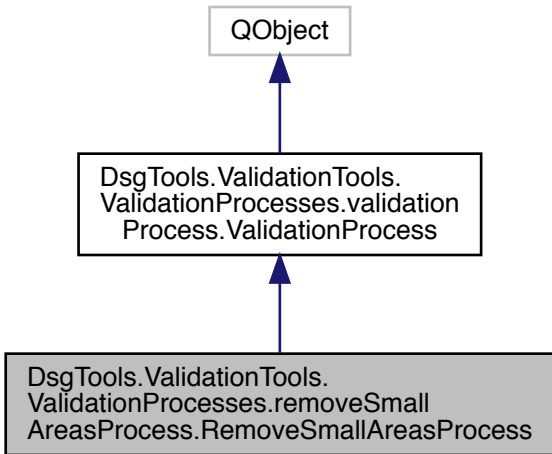 QObject
DsgTools.ValidationTools.
ValidationProcesses.validation
Process.ValidationProcess
DsgTools.ValidationTools.
ValidationProcesses.removeSmall
AreasProcess.RemoveSmallAreasProcess